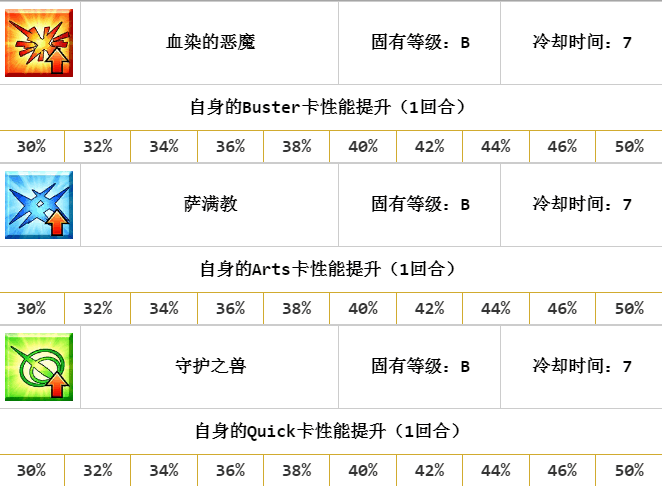 血染的恶魔 固有等级：B 冷却时间：7
自身的Buster卡性能提升（1回合）
30% 32% 34% 36% 38% 40% 42% 44% 46% 50%
萨满教 固有等级：B 冷却时间：7
自身的Arts卡性能提升（1回合）
30% 32% 34% 36% 38% 40% 42% 44% 46% 50%
守护之兽 固有等级：B 冷却时间：7
自身的Quick卡性能提升（1回合）
30% 32% 34% 36% 38% 40% 42% 44% 46% 50%